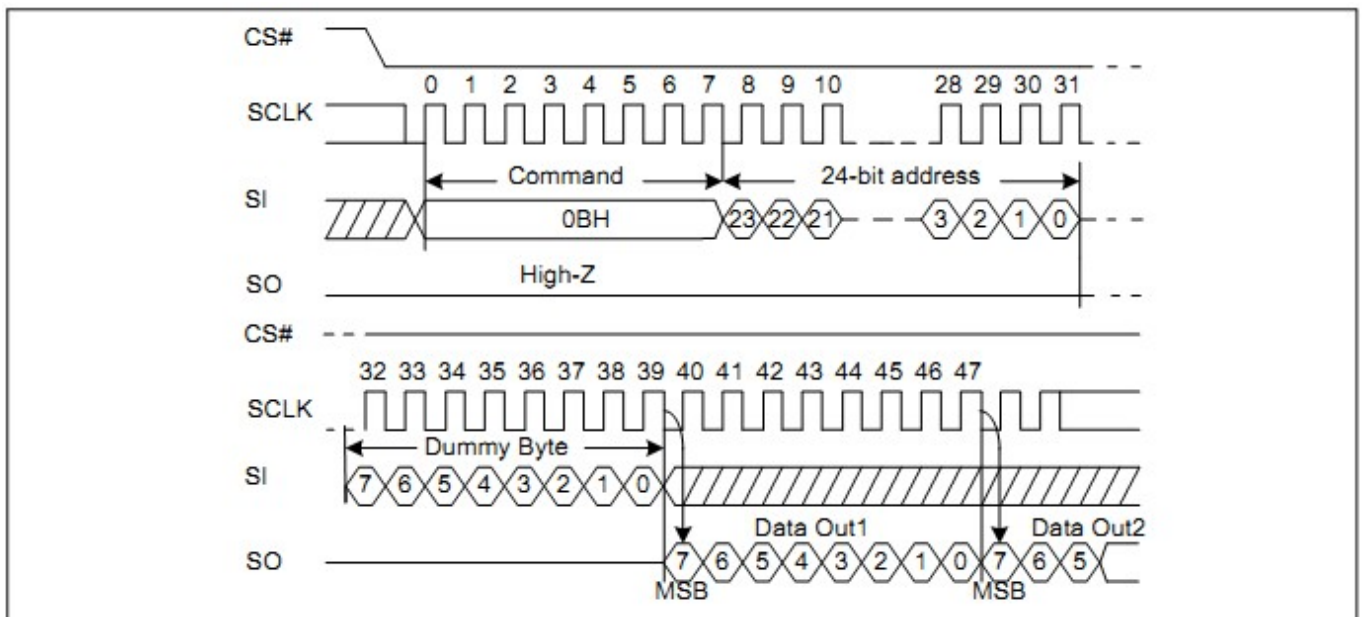 CS#
0 1 2 3 4 5 6 7 8 9 10 28 29 30 31
SCLK
Command 24-bit address
SI
0BH 23 22 21 3 2 1 0
High-Z
SO
CS#
32 33 34 35 36 37 38 39 40 41 42 43 44 45 46 47
SCLK
Dummy Byte
SI
7 6 5 4 3 2 1 0
Data Out1 Data Out2
SO
7 6 5 4 3 2 1 0 7 6 5
MSB MSB